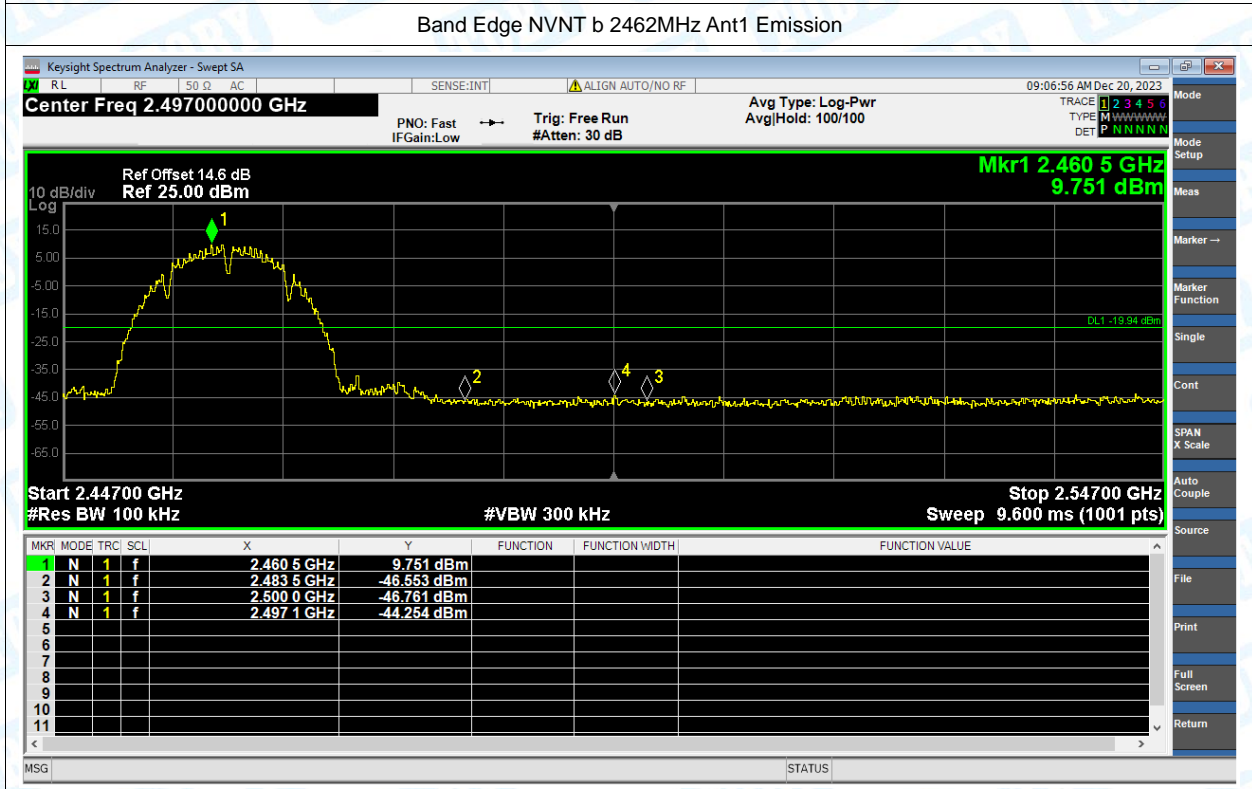 Band Edge NVNT b 2462MHz Ant1 Emission
Keysight Spectrum Analyzer - Swept SA
LXI RL RF 50 Ω AC SENSE:INT ALIGN AUTO/NO RF 09:06:56 AM Dec 20, 2023
Center Freq 2.497000000 GHz
PNO: Fast
IFGain:Low
Trig: Free Run
#Atten: 30 dB
Avg Type: Log-Pwr
Avg|Hold: 100/100
TRACE 1 2 3 4 5 6
TYPE M WWWWW
DET P N N N N N
Ref Offset 14.6 dB
10 dB/div Ref 25.00 dBm
Log
Mkr1 2.460 5 GHz
9.751 dBm
15.0
5.00
-5.00
-15.0
-25.0
-35.0
-45.0
-55.0
-65.0
1
2
4
3
DL1 -19.94 dBm
Start 2.44700 GHz Stop 2.54700 GHz
#Res BW 100 kHz #VBW 300 kHz Sweep 9.600 ms (1001 pts)
MKR MODE TRC SCL X Y FUNCTION FUNCTION WIDTH FUNCTION VALUE
1 N 1 f 2.460 5 GHz 9.751 dBm
2 N 1 f 2.483 5 GHz -46.553 dBm
3 N 1 f 2.500 0 GHz -46.761 dBm
4 N 1 f 2.497 1 GHz -44.254 dBm
5
6
7
8
9
10
11
MSG STATUS
Mode
Mode
Setup
Meas
Marker →
Marker
Function
Single
Cont
SPAN
X Scale
Auto
Couple
Source
File
Print
Full
Screen
Return